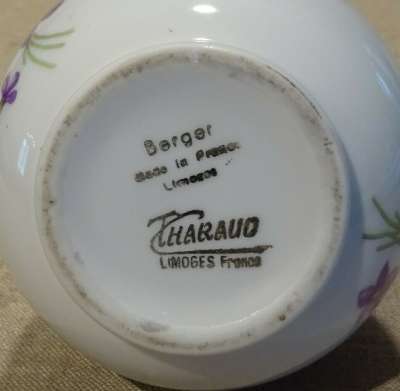 Berger
Made in France
Limoges
THARAUD
LIMOGES France